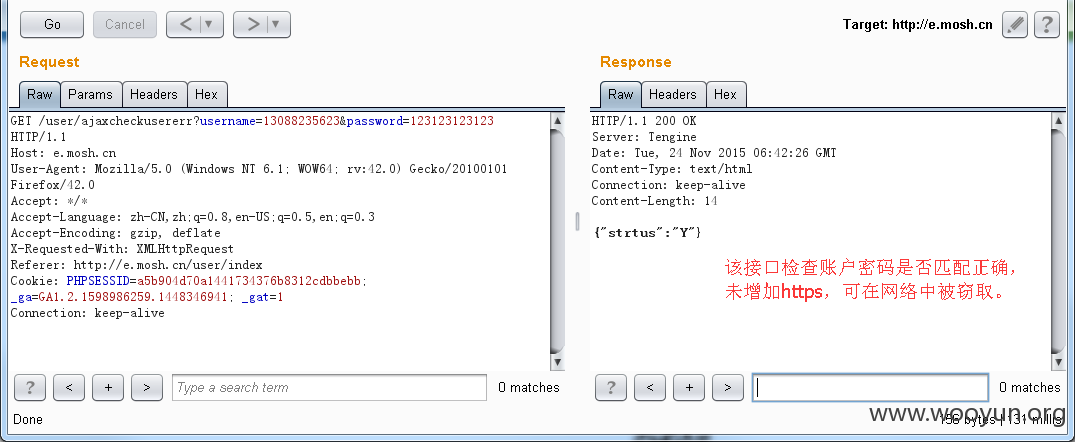 Go
Cancel
<
>
Target: http://e.mosh.cn
?
Request
Raw
Params
Headers
Hex
GET /user/ajaxcheckusererr?username=13088235623&password=123123123123
HTTP/1.1
Host: e.mosh.cn
User-Agent: Mozilla/5.0 (Windows NT 6.1; WOW64; rv:42.0) Gecko/20100101
Firefox/42.0
Accept: */*
Accept-Language: zh-CN,zh;q=0.8,en-US;q=0.5,en;q=0.3
Accept-Encoding: gzip, deflate
X-Requested-With: XMLHttpRequest
Referer: http://e.mosh.cn/user/index
Cookie: PHPSESSID=a5b904d70a1441734376b8312cdbbebb;
_ga=GA1.2.1598986259.1448346941; _gat=1
Connection: keep-alive
?
<
+
>
Type a search term
0 matches
Response
Raw
Headers
Hex
HTTP/1.1 200 OK
Server: Tengine
Date: Tue, 24 Nov 2015 06:42:26 GMT
Content-Type: text/html
Connection: keep-alive
Content-Length: 14
{"strtus":"Y"}
该接口检查账户密码是否匹配正确，
未增加https，可在网络中被窃取。
?
<
+
>
0 matches
Done
156 bytes | 131 millis
www.wooyun.org